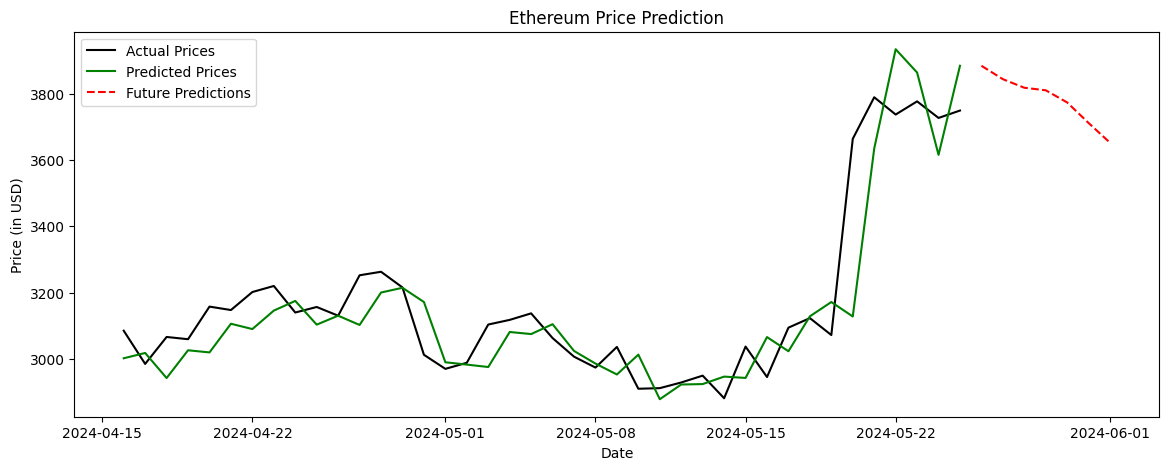 Ethereum Price Prediction
Actual Prices
Predicted Prices
Future Predictions
Price (in USD)
3800
3600
3400
3200
3000
2024-04-15 2024-04-22 2024-05-01 2024-05-08 2024-05-15 2024-05-22 2024-06-01
Date